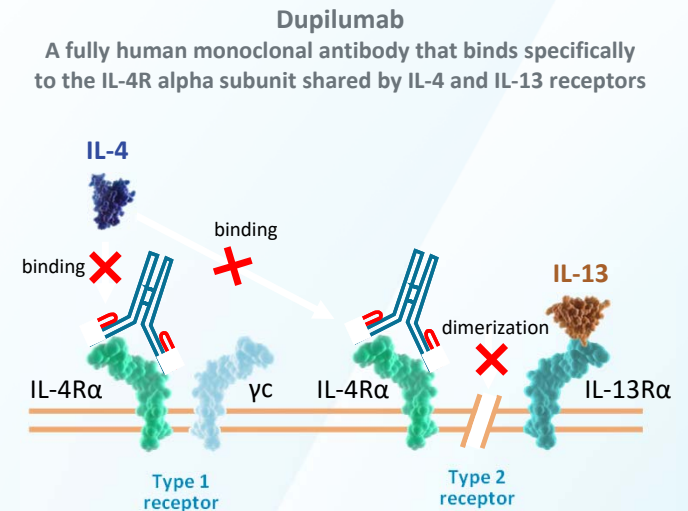 Dupilumab
A fully human monoclonal antibody that binds specifically
to the IL-4R alpha subunit shared by IL-4 and IL-13 receptors
IL-4
binding
binding
IL-13
dimerization
IL-4Rα
γc
IL-4Rα
IL-13Rα
Type 1
receptor
Type 2
receptor